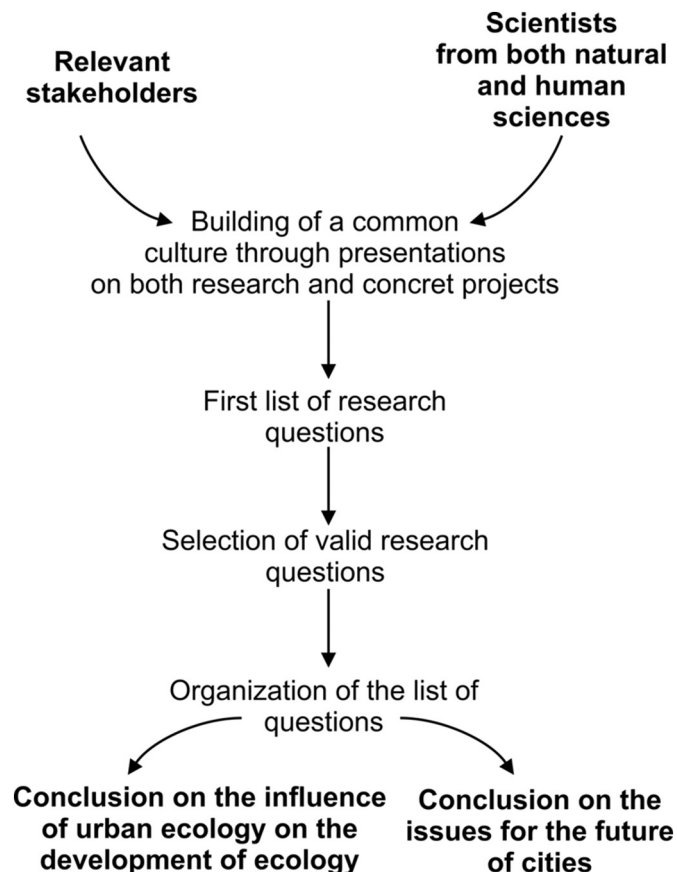 Relevant
stakeholders
Scientists
from both natural
and human
sciences
Building of a common
culture through presentations
on both research and concret projects
First list of research
questions
Selection of valid research
questions
Organization of the list of
questions
Conclusion on the influence
of urban ecology on the
development of ecology
Conclusion on the
issues for the future
of cities